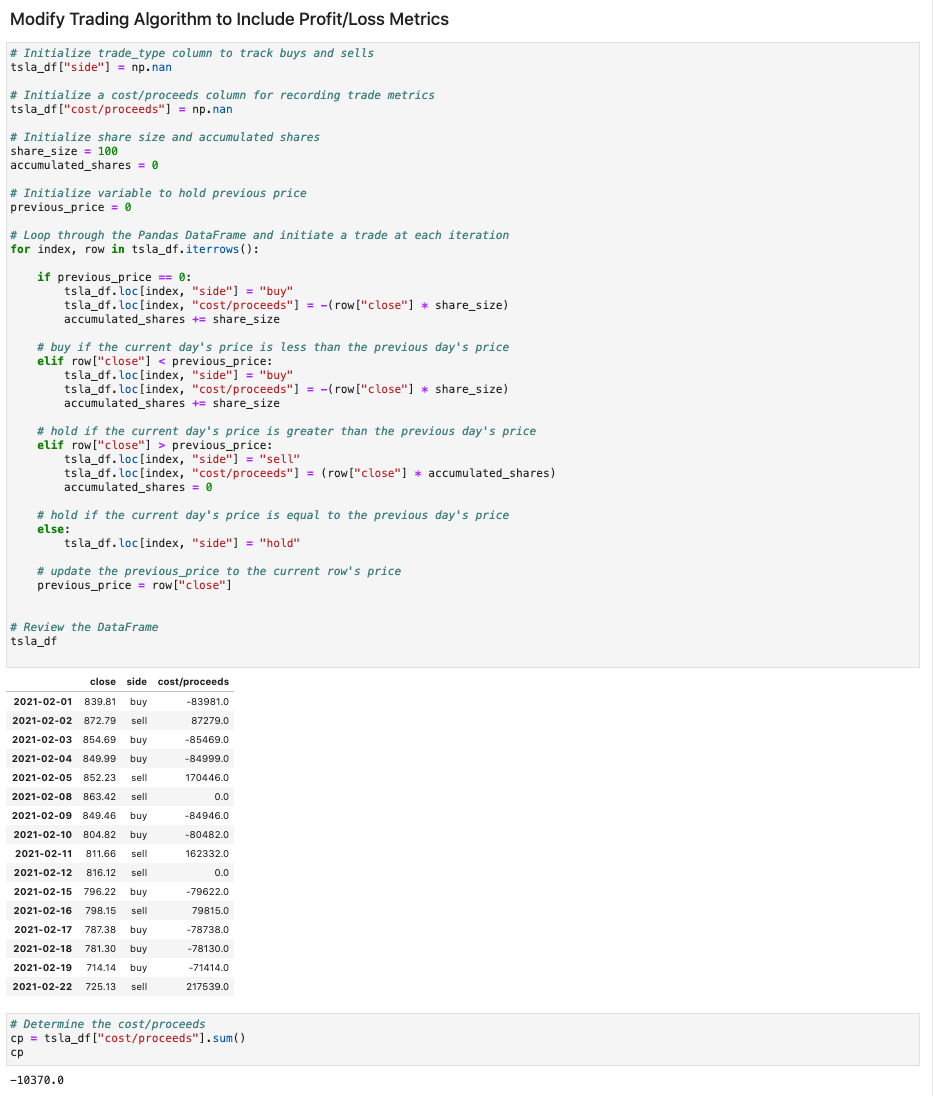 Modify Trading Algorithm to Include Profit/Loss Metrics
# Initialize trade_type column to track buys and sells
tsla_df["side"] = np.nan
# Initialize a cost/proceeds column for recording trade metrics
tsla_df["cost/proceeds"] = np.nan
# Initialize share size and accumulated shares
share_size = 100
accumulated_shares = 0
# Initialize variable to hold previous price
previous_price = 0
# Loop through the Pandas DataFrame and initiate a trade at each iteration
for index, row in tsla_df.iterrows():
    if previous_price == 0:
        tsla_df.loc[index, "side"] = "buy"
        tsla_df.loc[index, "cost/proceeds"] = -(row["close"] * share_size)
        accumulated_shares += share_size
    # buy if the current day's price is less than the previous day's price
    elif row["close"] < previous_price:
        tsla_df.loc[index, "side"] = "buy"
        tsla_df.loc[index, "cost/proceeds"] = -(row["close"] * share_size)
        accumulated_shares += share_size
    # hold if the current day's price is greater than the previous day's price
    elif row["close"] > previous_price:
        tsla_df.loc[index, "side"] = "sell"
        tsla_df.loc[index, "cost/proceeds"] = (row["close"] * accumulated_shares)
        accumulated_shares = 0
    # hold if the current day's price is equal to the previous day's price
    else:
        tsla_df.loc[index, "side"] = "hold"
    # update the previous_price to the current row's price
    previous_price = row["close"]
# Review the DataFrame
tsla_df
close side cost/proceeds
2021-02-01 839.81 buy -83981.0
2021-02-02 872.79 sell 87279.0
2021-02-03 854.69 buy -85469.0
2021-02-04 849.99 buy -84999.0
2021-02-05 852.23 sell 170446.0
2021-02-08 863.42 sell 0.0
2021-02-09 849.46 buy -84946.0
2021-02-10 804.82 buy -80482.0
2021-02-11 811.66 sell 162332.0
2021-02-12 816.12 sell 0.0
2021-02-15 796.22 buy -79622.0
2021-02-16 798.15 sell 79815.0
2021-02-17 787.38 buy -78738.0
2021-02-18 781.30 buy -78130.0
2021-02-19 714.14 buy -71414.0
2021-02-22 725.13 sell 217539.0
# Determine the cost/proceeds
cp = tsla_df["cost/proceeds"].sum()
cp
-10370.0